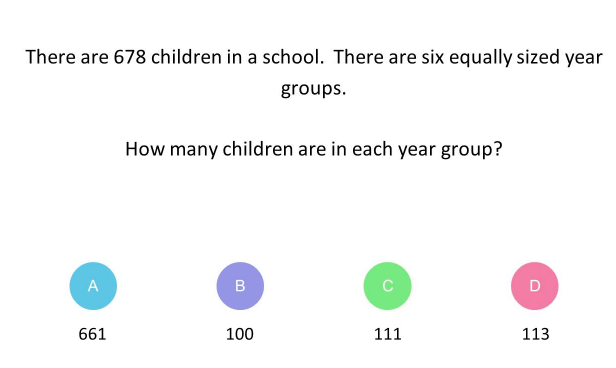 There are 678 children in a school.  There are six equally sized year
groups.
How many children are in each year group?
A B C D
661 100 111 113